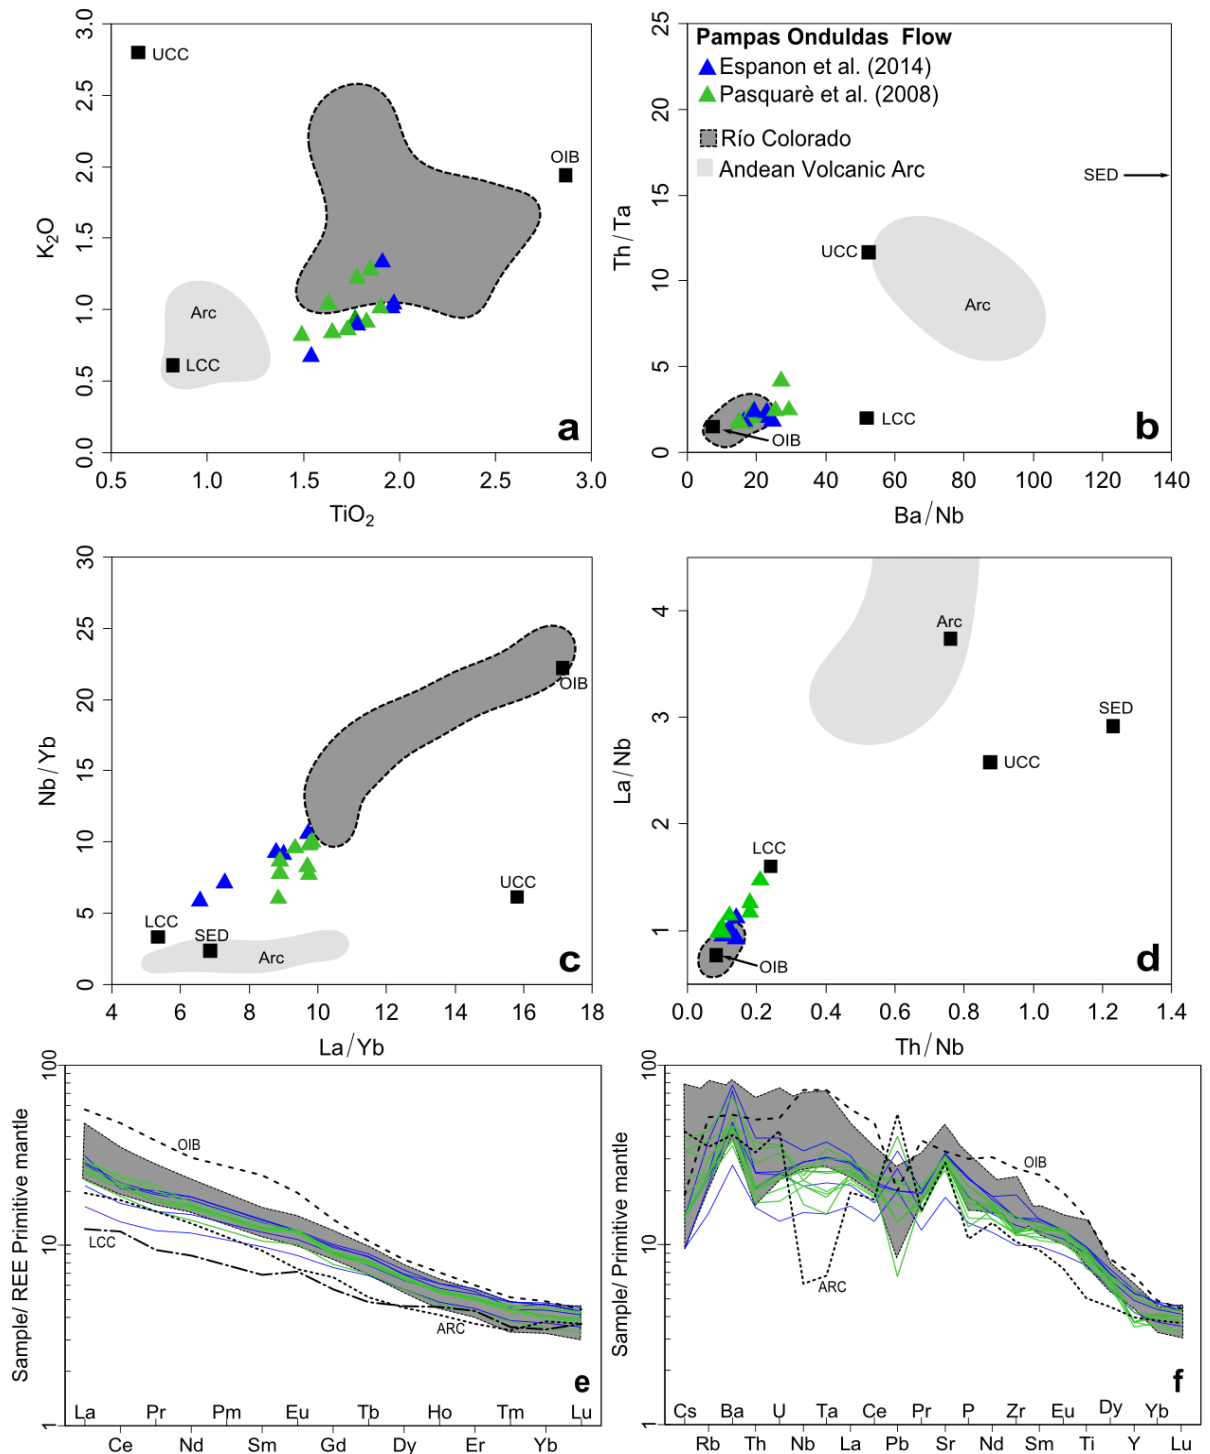 3.0
2.5
2.0
1.5
1.0
0.5
0.0
K2O
UCC
OIB
Arc
LCC
a
0.5 1.0 1.5 2.0 2.5 3.0
TiO2
25
20
15
10
5
0
Th/Ta
Pampas Onduldas Flow
Espanon et al. (2014)
Pasquarè et al. (2008)
Río Colorado
Andean Volcanic Arc
SED
UCC
Arc
LCC
OIB
b
0 20 40 60 80 100 120 140
Ba/Nb
30
25
20
15
10
5
0
Nb/Yb
OIB
UCC
LCC
SED
Arc
c
4 6 8 10 12 14 16 18
La/Yb
4
3
2
1
La/Nb
Arc
SED
UCC
LCC
OIB
d
0.0 0.2 0.4 0.6 0.8 1.0 1.2 1.4
Th/Nb
100
10
1
Sample/ REE Primitive mantle
OIB
LCC
ARC
e
La Pr Pm Eu Tb Ho Tm Lu
Ce Nd Sm Gd Dy Er Yb
100
10
1
Sample/ Primitive mantle
OIB
ARC
f
Cs Ba U Ta Ce Pr P Zr Eu Dy Yb
Rb Th Nb La Pb Sr Nd Sm Ti Y Lu